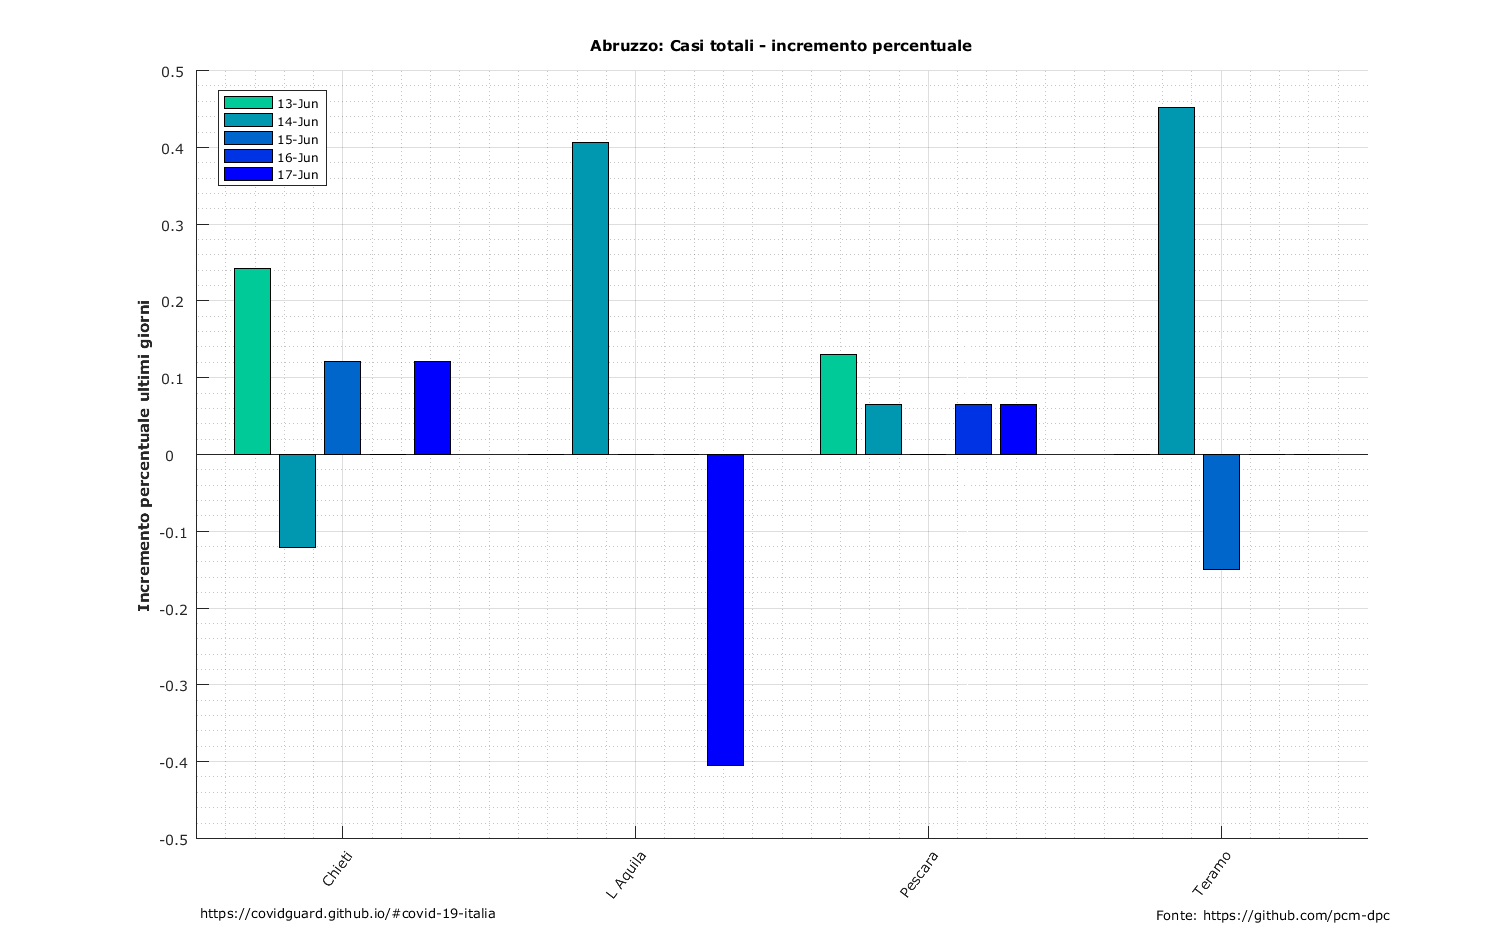 Abruzzo: Casi totali - incremento percentuale
Incremento percentuale ultimi giorni
0.5
0.4
0.3
0.2
0.1
0
-0.1
-0.2
-0.3
-0.4
-0.5
13-Jun
14-Jun
15-Jun
16-Jun
17-Jun
Chieti
L Aquila
Pescara
Teramo
https://covidguard.github.io/#covid-19-italia
Fonte: https://github.com/pcm-dpc